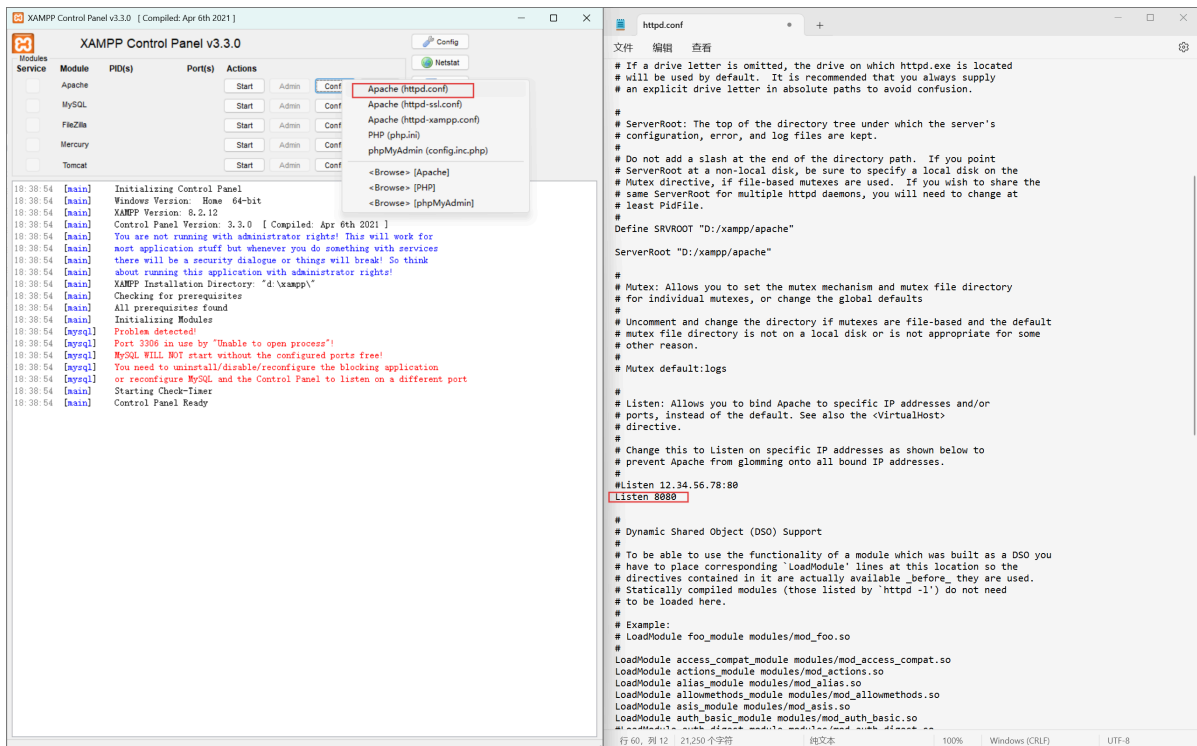 XAMPP Control Panel v3.3.0 [ Compiled: Apr 6th 2021 ]
XAMPP Control Panel v3.3.0
Config
Netstat
Modules
Service Module PID(s) Port(s) Actions
Apache Start Admin Conf
MySQL Start Admin Conf
FileZilla Start Admin Conf
Mercury Start Admin Conf
Tomcat Start Admin Conf
Apache (httpd.conf)
Apache (httpd-ssl.conf)
Apache (httpd-xampp.conf)
PHP (php.ini)
phpMyAdmin (config.inc.php)
<Browse> [Apache]
<Browse> [PHP]
<Browse> [phpMyAdmin]
18:38:54 [main] Initializing Control Panel
18:38:54 [main] Windows Version: Home 64-bit
18:38:54 [main] XAMPP Version: 8.2.12
18:38:54 [main] Control Panel Version: 3.3.0 [ Compiled: Apr 6th 2021 ]
18:38:54 [main] You are not running with administrator rights! This will work for
18:38:54 [main] most application stuff but whenever you do something with services
18:38:54 [main] there will be a security dialogue or things will break! So think
18:38:54 [main] about running this application with administrator rights!
18:38:54 [main] XAMPP Installation Directory: "d:\xampp\"
18:38:54 [main] Checking for prerequisites
18:38:54 [main] All prerequisites found
18:38:54 [main] Initializing Modules
18:38:54 [mysql] Problem detected!
18:38:54 [mysql] Port 3306 in use by "Unable to open process"!
18:38:54 [mysql] MySQL WILL NOT start without the configured ports free!
18:38:54 [mysql] You need to uninstall/disable/reconfigure the blocking application
18:38:54 [mysql] or reconfigure MySQL and the Control Panel to listen on a different port
18:38:54 [main] Starting Check-Timer
18:38:54 [main] Control Panel Ready
httpd.conf
文件 编辑 查看
# If a drive letter is omitted, the drive on which httpd.exe is located
# will be used by default.  It is recommended that you always supply
# an explicit drive letter in absolute paths to avoid confusion.
#
# ServerRoot: The top of the directory tree under which the server's
# configuration, error, and log files are kept.
#
# Do not add a slash at the end of the directory path.  If you point
# ServerRoot at a non-local disk, be sure to specify a local disk on the
# Mutex directive, if file-based mutexes are used.  If you wish to share the
# same ServerRoot for multiple httpd daemons, you will need to change at
# least PidFile.
#
Define SRVROOT "D:/xampp/apache"
ServerRoot "D:/xampp/apache"
#
# Mutex: Allows you to set the mutex mechanism and mutex file directory
# for individual mutexes, or change the global defaults
#
# Uncomment and change the directory if mutexes are file-based and the default
# mutex file directory is not on a local disk or is not appropriate for some
# other reason.
#
# Mutex default:logs
#
# Listen: Allows you to bind Apache to specific IP addresses and/or
# ports, instead of the default. See also the <VirtualHost>
# directive.
#
# Change this to Listen on specific IP addresses as shown below to
# prevent Apache from glomming onto all bound IP addresses.
#
#Listen 12.34.56.78:80
Listen 8080
#
# Dynamic Shared Object (DSO) Support
#
# To be able to use the functionality of a module which was built as a DSO you
# have to place corresponding `LoadModule' lines at this location so the
# directives contained in it are actually available _before_ they are used.
# Statically compiled modules (those listed by `httpd -l') do not need
# to be loaded here.
#
# Example:
# LoadModule foo_module modules/mod_foo.so
#
LoadModule access_compat_module modules/mod_access_compat.so
LoadModule actions_module modules/mod_actions.so
LoadModule alias_module modules/mod_alias.so
LoadModule allowmethods_module modules/mod_allowmethods.so
LoadModule asis_module modules/mod_asis.so
LoadModule auth_basic_module modules/mod_auth_basic.so
#LoadModule auth_digest_module modules/mod_auth_digest.so
行 60，列 12 21,250 个字符 纯文本 100% Windows (CRLF) UTF-8